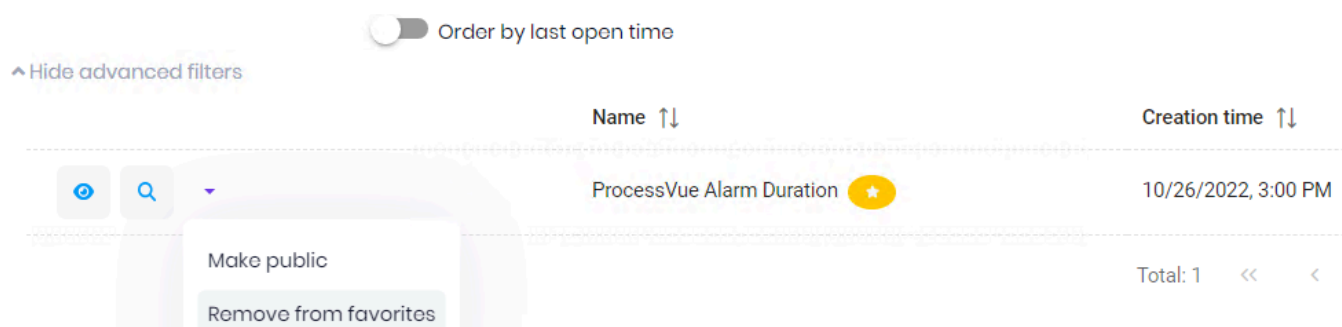 Order by last open time
Hide advanced filters
Name Creation time
ProcessVue Alarm Duration 10/26/2022, 3:00 PM
Make public
Total: 1
Remove from favorites